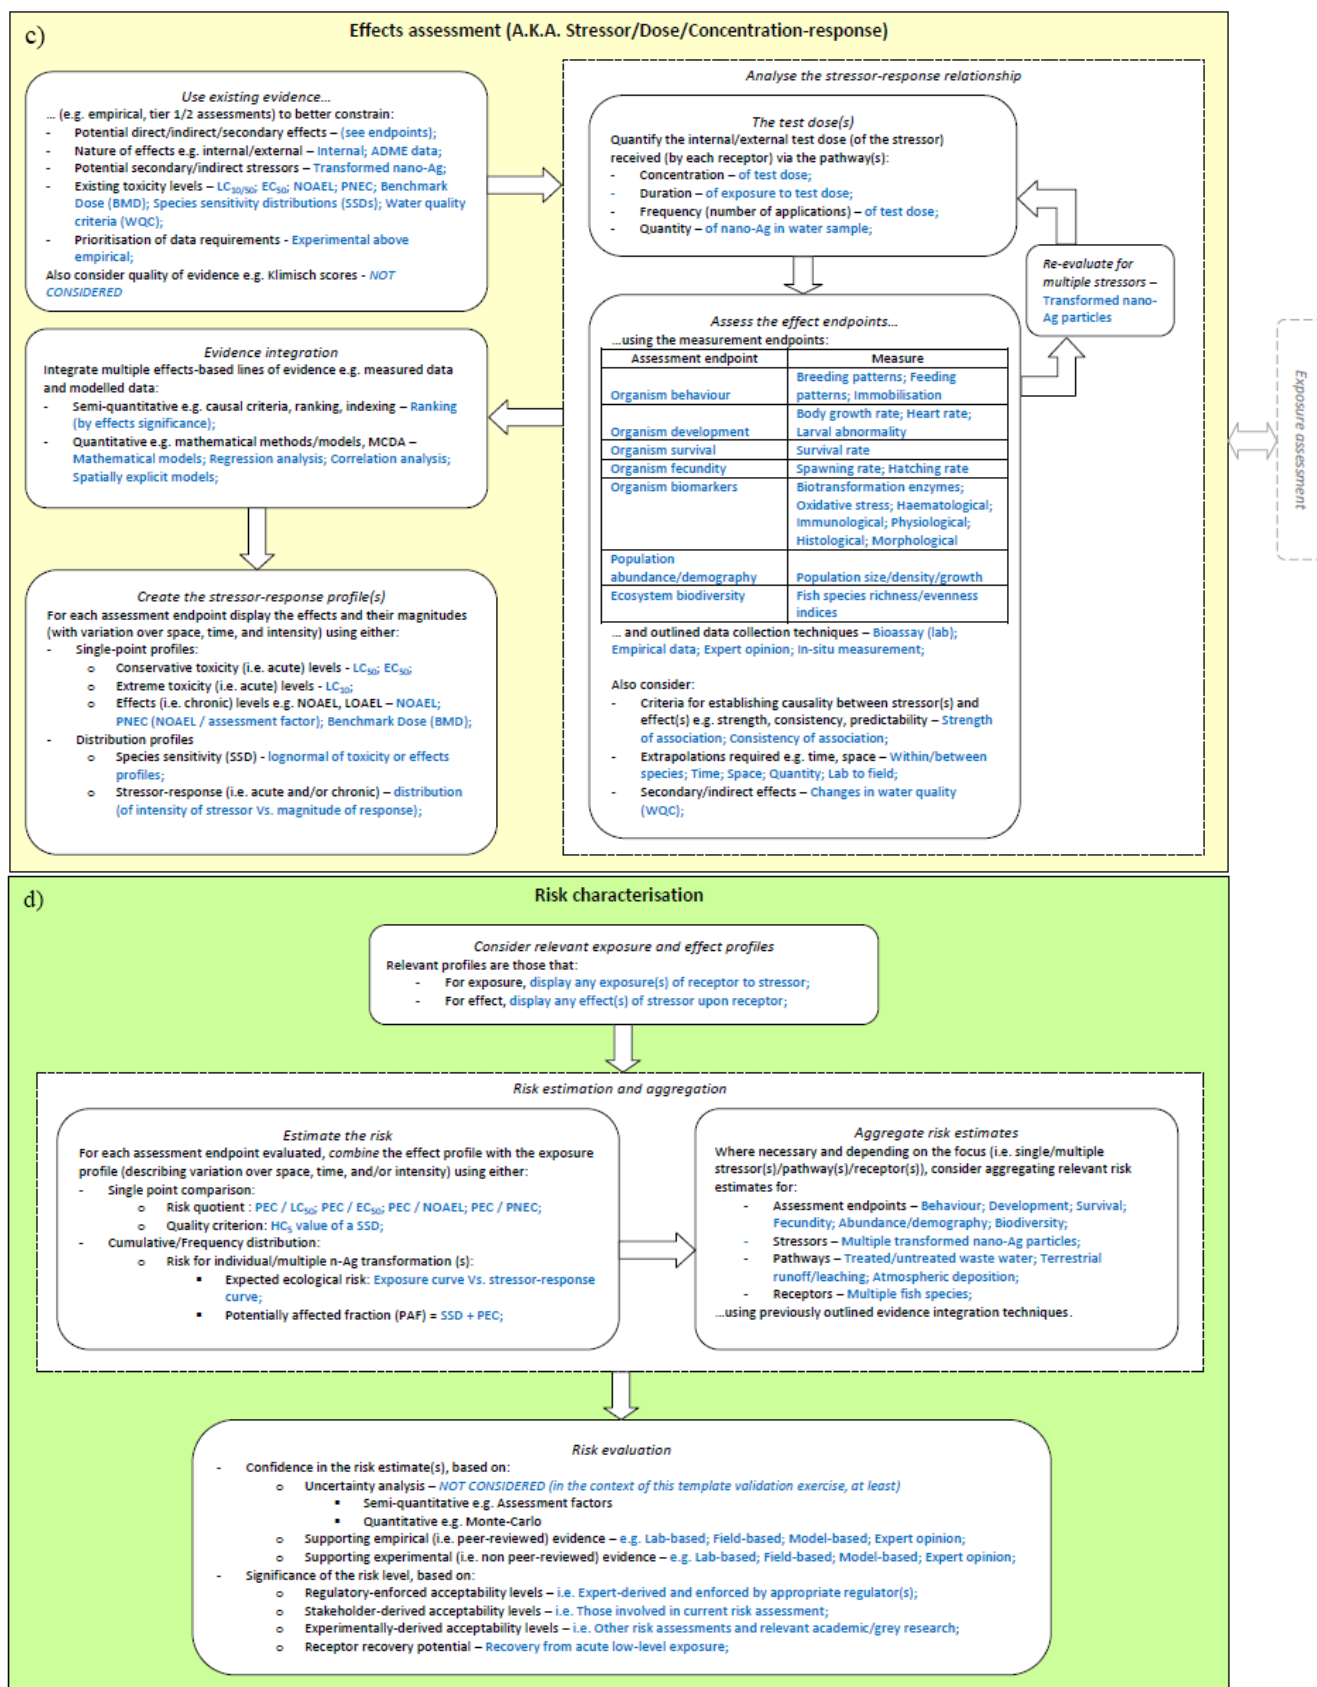 c)
Effects assessment (A.K.A. Stressor/Dose/Concentration-response)
Use existing evidence...
... (e.g. empirical, tier 1/2 assessments) to better constrain:
- Potential direct/indirect/secondary effects – (see endpoints);
- Nature of effects e.g. internal/external – Internal; ADME data;
- Potential secondary/indirect stressors – Transformed nano-Ag;
- Existing toxicity levels – LC10/50; EC50; NOAEL; PNEC; Benchmark
Dose (BMD); Species sensitivity distributions (SSDs); Water quality
criteria (WQC);
- Prioritisation of data requirements - Experimental above
empirical;
Also consider quality of evidence e.g. Klimisch scores - NOT
CONSIDERED
Evidence integration
Integrate multiple effects-based lines of evidence e.g. measured data
and modelled data:
- Semi-quantitative e.g. causal criteria, ranking, indexing – Ranking
(by effects significance);
- Quantitative e.g. mathematical methods/models, MCDA –
Mathematical models; Regression analysis; Correlation analysis;
Spatially explicit models;
Create the stressor-response profile(s)
For each assessment endpoint display the effects and their magnitudes
(with variation over space, time, and intensity) using either:
- Single-point profiles:
o Conservative toxicity (i.e. acute) levels - LC50; EC50;
o Extreme toxicity (i.e. acute) levels - LC10;
o Effects (i.e. chronic) levels e.g. NOAEL, LOAEL – NOAEL;
PNEC (NOAEL / assessment factor); Benchmark Dose (BMD);
- Distribution profiles
o Species sensitivity (SSD) - lognormal of toxicity or effects
profiles;
o Stressor-response (i.e. acute and/or chronic) – distribution
(of intensity of stressor Vs. magnitude of response);
Analyse the stressor-response relationship
The test dose(s)
Quantify the internal/external test dose (of the stressor)
received (by each receptor) via the pathway(s):
- Concentration – of test dose;
- Duration – of exposure to test dose;
- Frequency (number of applications) – of test dose;
- Quantity – of nano-Ag in water sample;
Re-evaluate for
multiple stressors –
Transformed nano-
Ag particles
Assess the effect endpoints...
...using the measurement endpoints:
Assessment endpoint Measure
Organism behaviour Breeding patterns; Feeding
patterns; Immobilisation
Organism development Body growth rate; Heart rate;
Larval abnormality
Organism survival Survival rate
Organism fecundity Spawning rate; Hatching rate
Organism biomarkers Biotransformation enzymes;
Oxidative stress; Haematological;
Immunological; Physiological;
Histological; Morphological
Population
abundance/demography Population size/density/growth
Ecosystem biodiversity Fish species richness/evenness
indices
... and outlined data collection techniques – Bioassay (lab);
Empirical data; Expert opinion; In-situ measurement;
Also consider:
- Criteria for establishing causality between stressor(s) and
effect(s) e.g. strength, consistency, predictability – Strength
of association; Consistency of association;
- Extrapolations required e.g. time, space – Within/between
species; Time; Space; Quantity; Lab to field;
- Secondary/indirect effects – Changes in water quality
(WQC);
Exposure assessment
d)
Risk characterisation
Consider relevant exposure and effect profiles
Relevant profiles are those that:
- For exposure, display any exposure(s) of receptor to stressor;
- For effect, display any effect(s) of stressor upon receptor;
Risk estimation and aggregation
Estimate the risk
For each assessment endpoint evaluated, combine the effect profile with the exposure
profile (describing variation over space, time, and/or intensity) using either:
- Single point comparison:
o Risk quotient : PEC / LC50; PEC / EC50; PEC / NOAEL; PEC / PNEC;
o Quality criterion: HC5 value of a SSD;
- Cumulative/Frequency distribution:
o Risk for individual/multiple n-Ag transformation (s):
▪ Expected ecological risk: Exposure curve Vs. stressor-response
curve;
▪ Potentially affected fraction (PAF) = SSD + PEC;
Aggregate risk estimates
Where necessary and depending on the focus (i.e. single/multiple
stressor(s)/pathway(s)/receptor(s)), consider aggregating relevant risk
estimates for:
- Assessment endpoints – Behaviour; Development; Survival;
Fecundity; Abundance/demography; Biodiversity;
- Stressors – Multiple transformed nano-Ag particles;
- Pathways – Treated/untreated waste water; Terrestrial
runoff/leaching; Atmospheric deposition;
- Receptors – Multiple fish species;
...using previously outlined evidence integration techniques.
Risk evaluation
- Confidence in the risk estimate(s), based on:
o Uncertainty analysis – NOT CONSIDERED (in the context of this template validation exercise, at least)
▪ Semi-quantitative e.g. Assessment factors
▪ Quantitative e.g. Monte-Carlo
o Supporting empirical (i.e. peer-reviewed) evidence – e.g. Lab-based; Field-based; Model-based; Expert opinion;
o Supporting experimental (i.e. non peer-reviewed) evidence – e.g. Lab-based; Field-based; Model-based; Expert opinion;
- Significance of the risk level, based on:
o Regulatory-enforced acceptability levels – i.e. Expert-derived and enforced by appropriate regulator(s);
o Stakeholder-derived acceptability levels – i.e. Those involved in current risk assessment;
o Experimentally-derived acceptability levels – i.e. Other risk assessments and relevant academic/grey research;
o Receptor recovery potential – Recovery from acute low-level exposure;